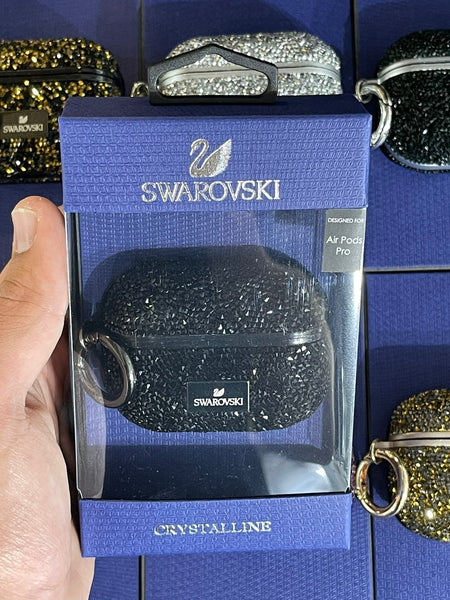 SWAROVSKI
SWAROVSKI
DESIGNED FOR
Air Pods
Pro
SWAROVSKI
CRYSTALLINE